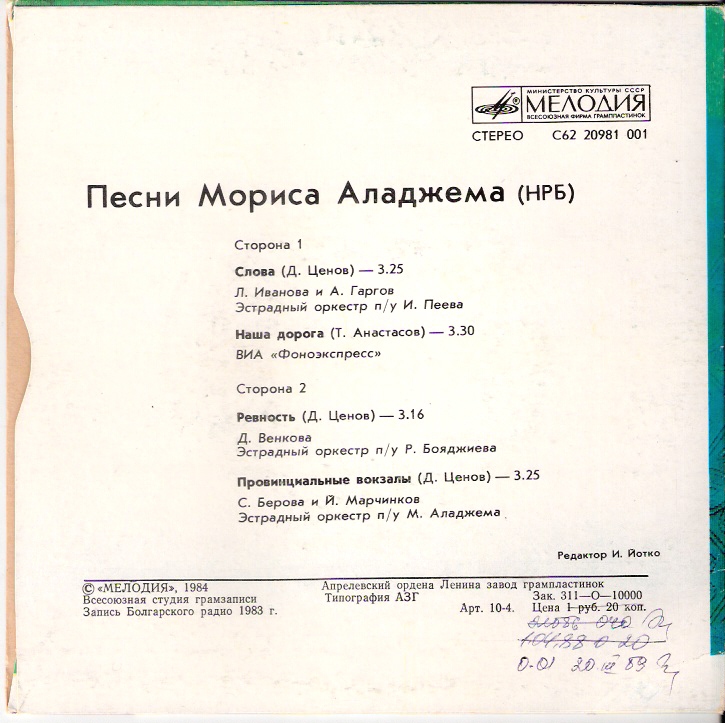 МИНИСТЕРСТВО КУЛЬТУРЫ СССР
МЕЛОДИЯ
ВСЕСОЮЗНАЯ ФИРМА ГРАМПЛАСТИНОК
СТЕРЕО С62 20981 001
Песни Мориса Аладжема (НРБ)
Сторона 1
Слова (Д. Ценов) — 3.25
Л. Иванова и А. Гаргов
Эстрадный оркестр п/у И. Пеева
Наша дорога (Т. Анастасов) — 3.30
ВИА «Фоноэкспресс»
Сторона 2
Ревность (Д. Ценов) — 3.16
Д. Венкова
Эстрадный оркестр п/у Р. Бояджиева
Провинциальные вокзалы (Д. Ценов) — 3.25
С. Берова и Й. Марчинков
Эстрадный оркестр п/у М. Аладжема
Редактор И. Йотко
© «МЕЛОДИЯ», 1984
Всесоюзная студия грамзаписи
Запись Болгарского радио 1983 г.
Апрелевский ордена Ленина завод грампластинок
Типография АЗГ Зак. 311—О—10000
Арт. 10-4. Цена 1 руб. 20 коп.
0-01 20 III 89